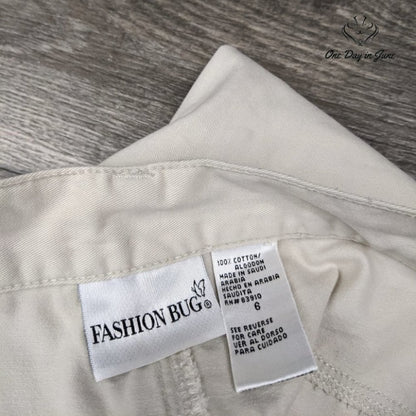 One Day in June
FASHION BUG®
100% COTTON/
ALGODON
MADE IN SAUDI
ARABIA
HECHO EN ARABIA
SAUDITA
RN# 83910
6
SEE REVERSE
FOR CARE
VER AL DORSO
PARA CUIDADO